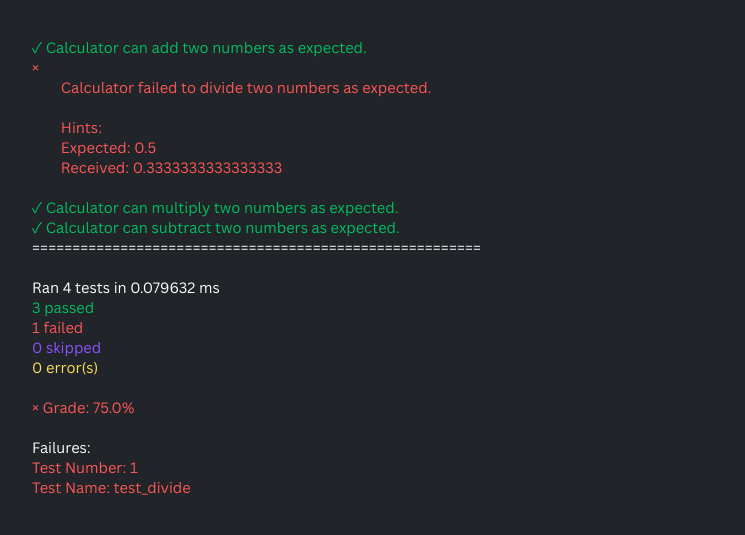 ✓ Calculator can add two numbers as expected.
×
Calculator failed to divide two numbers as expected.
Hints:
Expected: 0.5
Received: 0.3333333333333333
✓ Calculator can multiply two numbers as expected.
✓ Calculator can subtract two numbers as expected.
========================================================
Ran 4 tests in 0.079632 ms
3 passed
1 failed
0 skipped
0 error(s)
× Grade: 75.0%
Failures:
Test Number: 1
Test Name: test_divide